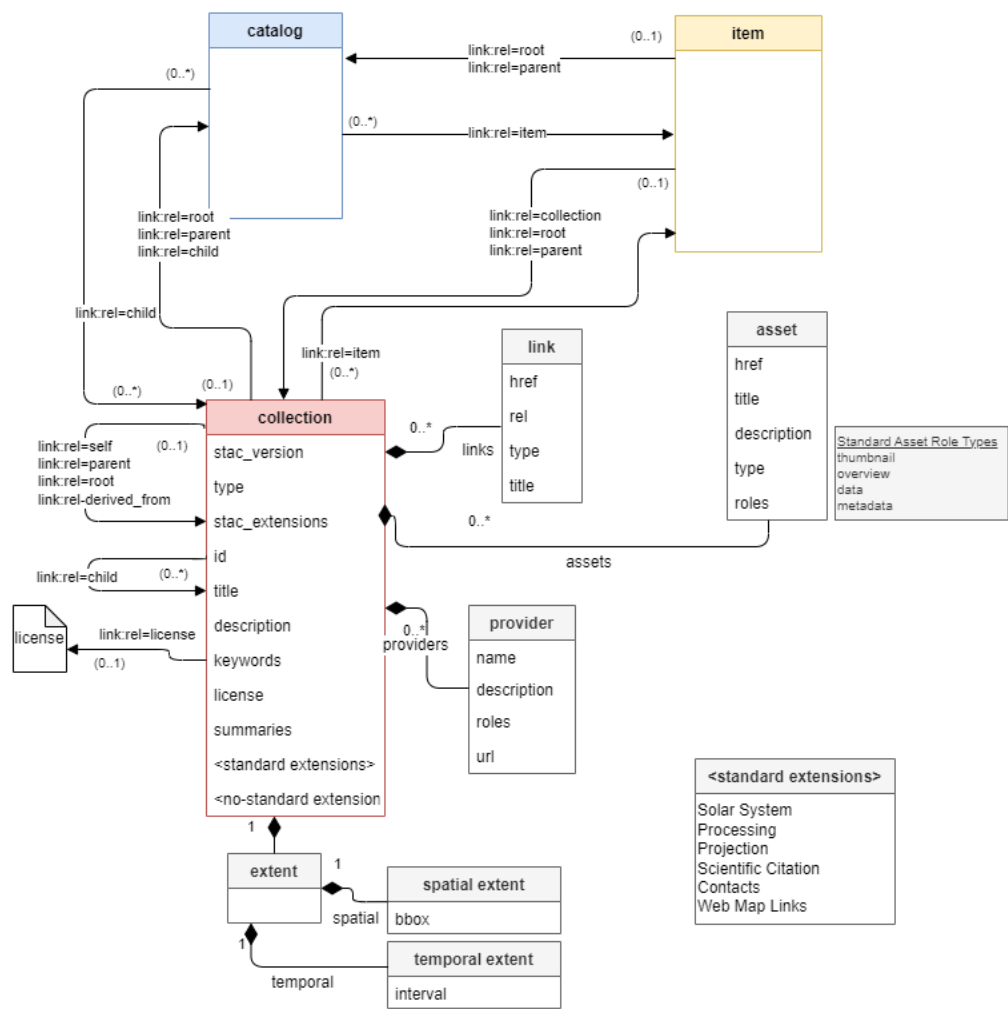 catalog
item
(0..1)
link:rel=root
link:rel=parent
(0..*)
(0..*)
link:rel=item
(0..1)
link:rel=root
link:rel=parent
link:rel=child
link:rel=collection
link:rel=root
link:rel=parent
link:rel=child
link:rel=item
(0..*)
(0..*)
(0..1)
link
href
rel
type
title
asset
href
title
description
type
roles
Standard Asset Role Types
thumbnail
overview
data
metadata
collection
stac_version
type
stac_extensions
id
title
description
keywords
license
summaries
<standard extensions>
<no-standard extension
(0..1)
link:rel=self
link:rel=parent
link:rel=root
link:rel-derived_from
0..*
links
0..*
assets
link:rel=child
(0..*)
license
link:rel=license
(0..1)
0..*
providers
provider
name
description
roles
url
<standard extensions>
Solar System
Processing
Projection
Scientific Citation
Contacts
Web Map Links
1
extent
1
spatial
spatial extent
bbox
1
temporal
temporal extent
interval